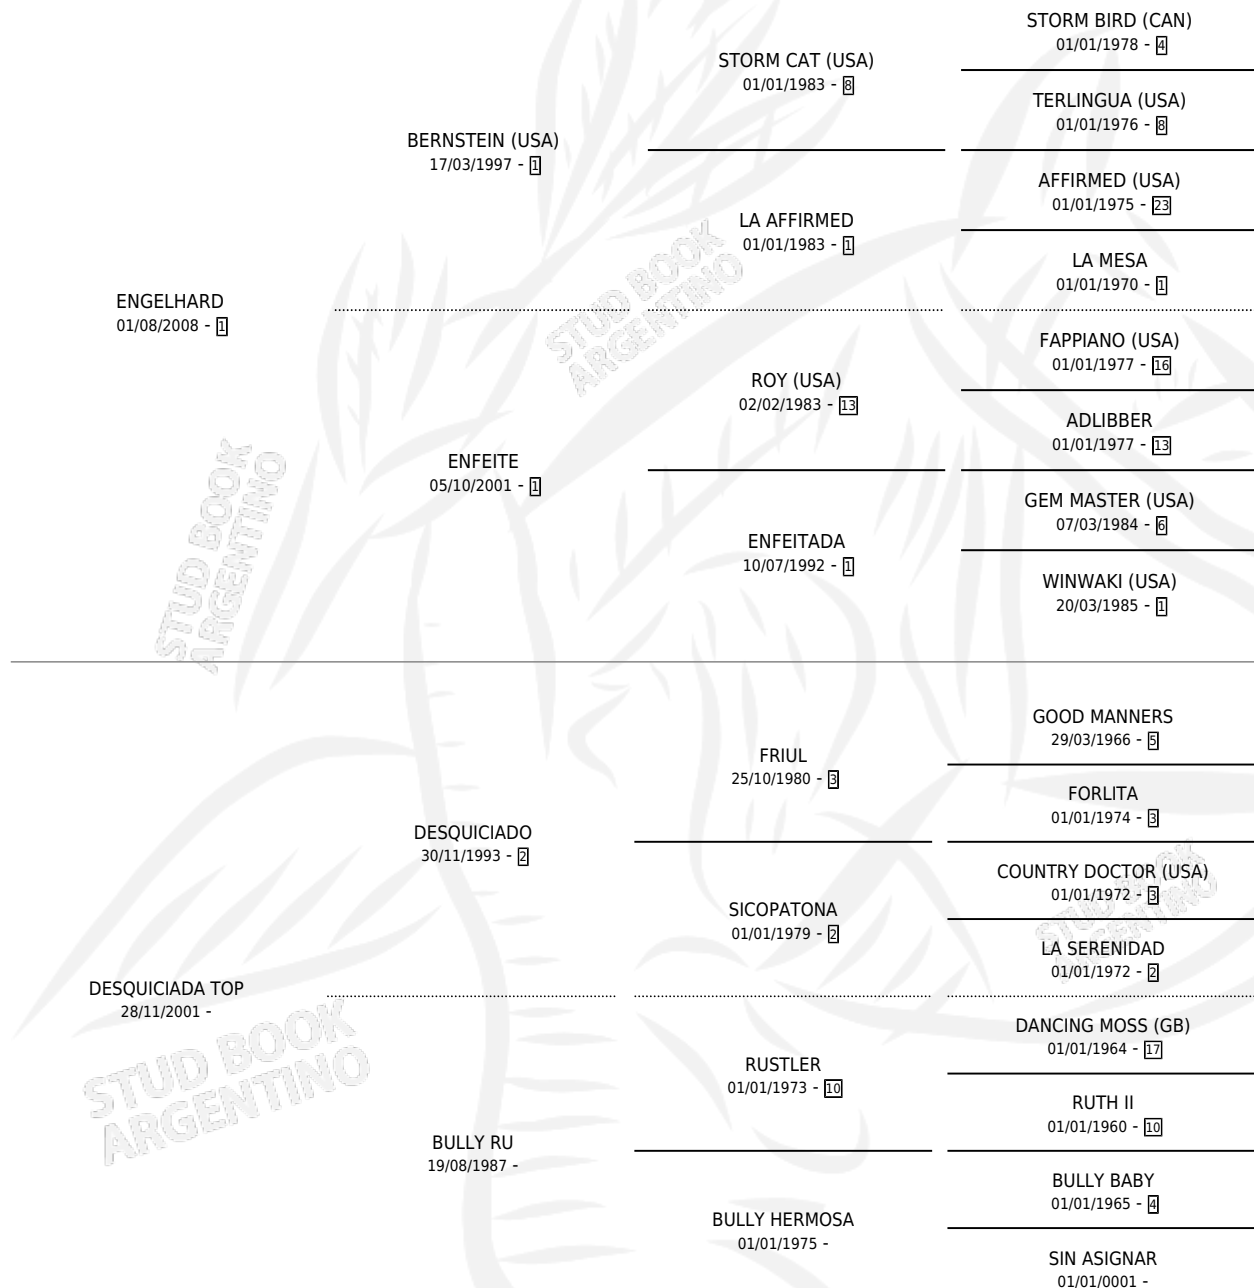 STORM BIRD (CAN)
01/01/1978 - 4
STORM CAT (USA)
01/01/1983 - 8
TERLINGUA (USA)
01/01/1976 - 8
BERNSTEIN (USA)
17/03/1997 - 1
AFFIRMED (USA)
01/01/1975 - 23
LA AFFIRMED
01/01/1983 - 1
LA MESA
01/01/1970 - 1
ENGELHARD
01/08/2008 - 1
FAPPIANO (USA)
01/01/1977 - 16
ROY (USA)
02/02/1983 - 13
ADLIBBER
01/01/1977 - 13
ENFEITE
05/10/2001 - 1
GEM MASTER (USA)
07/03/1984 - 6
ENFEITADA
10/07/1992 - 1
WINWAKI (USA)
20/03/1985 - 1
GOOD MANNERS
29/03/1966 - 5
FRIUL
25/10/1980 - 3
FORLITA
01/01/1974 - 3
DESQUICIADO
30/11/1993 - 2
COUNTRY DOCTOR (USA)
01/01/1972 - 3
SICOPATONA
01/01/1979 - 2
LA SERENIDAD
01/01/1972 - 2
DESQUICIADA TOP
28/11/2001 -
DANCING MOSS (GB)
01/01/1964 - 17
RUSTLER
01/01/1973 - 10
RUTH II
01/01/1960 - 10
BULLY RU
19/08/1987 -
BULLY BABY
01/01/1965 - 4
BULLY HERMOSA
01/01/1975 -
SIN ASIGNAR
01/01/0001 -
STUD BOOK
ARGENTINO
STUD BOOK
ARGENTINO
STUD BOOK
ARGENTINO
STUD BOOK
ARGENTINO